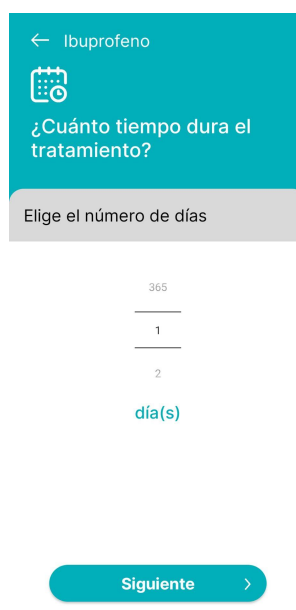 Ibuprofeno
¿Cuánto tiempo dura el
tratamiento?
Elige el número de días
365
1
2
día(s)
Siguiente